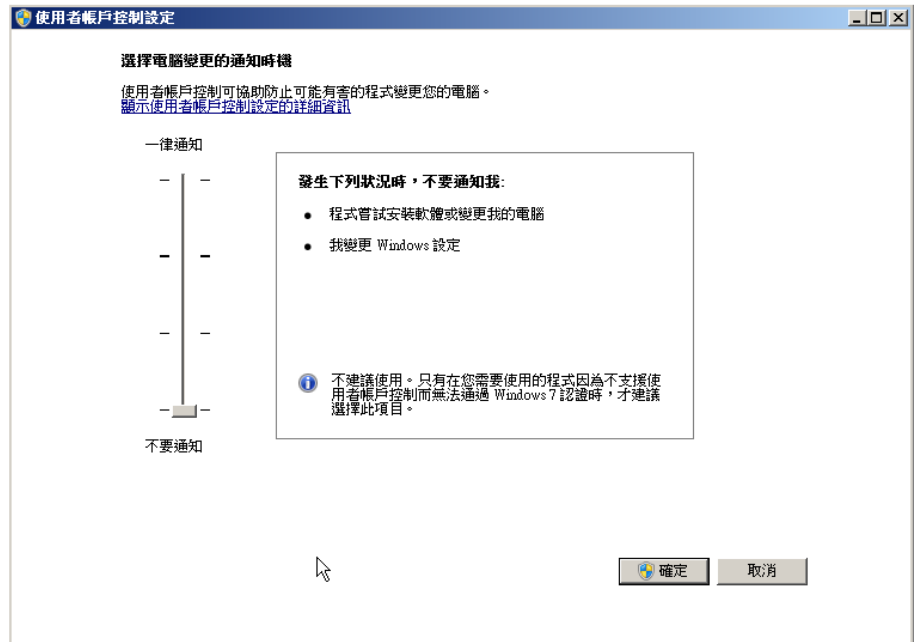 使用者帳戶控制設定
選擇電腦變更的通知時機
使用者帳戶控制可協助防止可能有害的程式變更您的電腦。
顯示使用者帳戶控制設定的詳細資訊
一律通知
發生下列狀況時，不要通知我:
程式嘗試安裝軟體或變更我的電腦
我變更 Windows 設定
不建議使用。只有在您需要使用的程式因為不支援使
用者帳戶控制而無法通過 Windows 7 認證時，才建議
選擇此項目。
不要通知
確定
取消